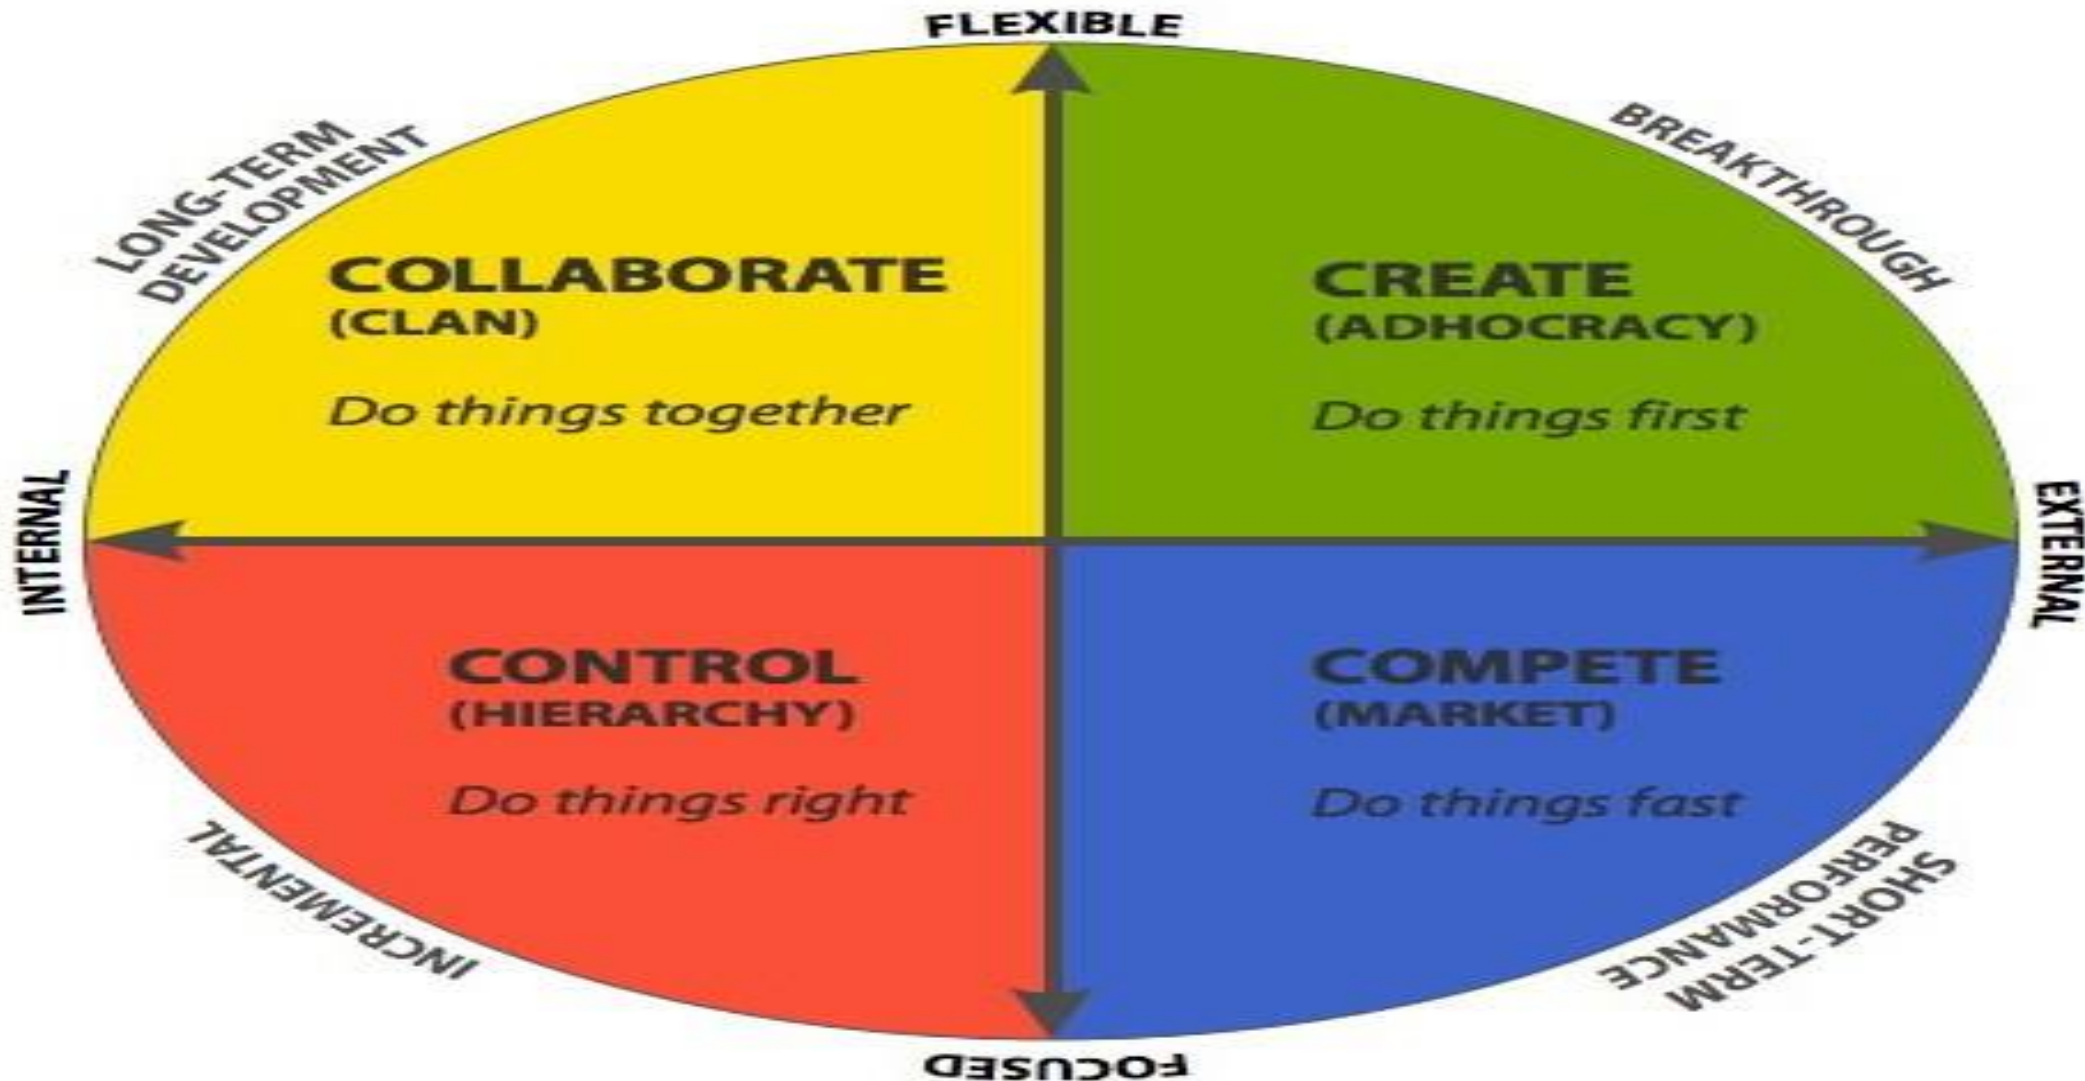 FLEXIBLE
LONG-TERM
DEVELOPMENT
BREAKTHROUGH
COLLABORATE
(CLAN)
Do things together
CREATE
(ADHOCRACY)
Do things first
INTERNAL
EXTERNAL
CONTROL
(HIERARCHY)
Do things right
COMPETE
(MARKET)
Do things fast
INCREMENTAL
SHORT-TERM
PERFORMANCE
FOCUSED